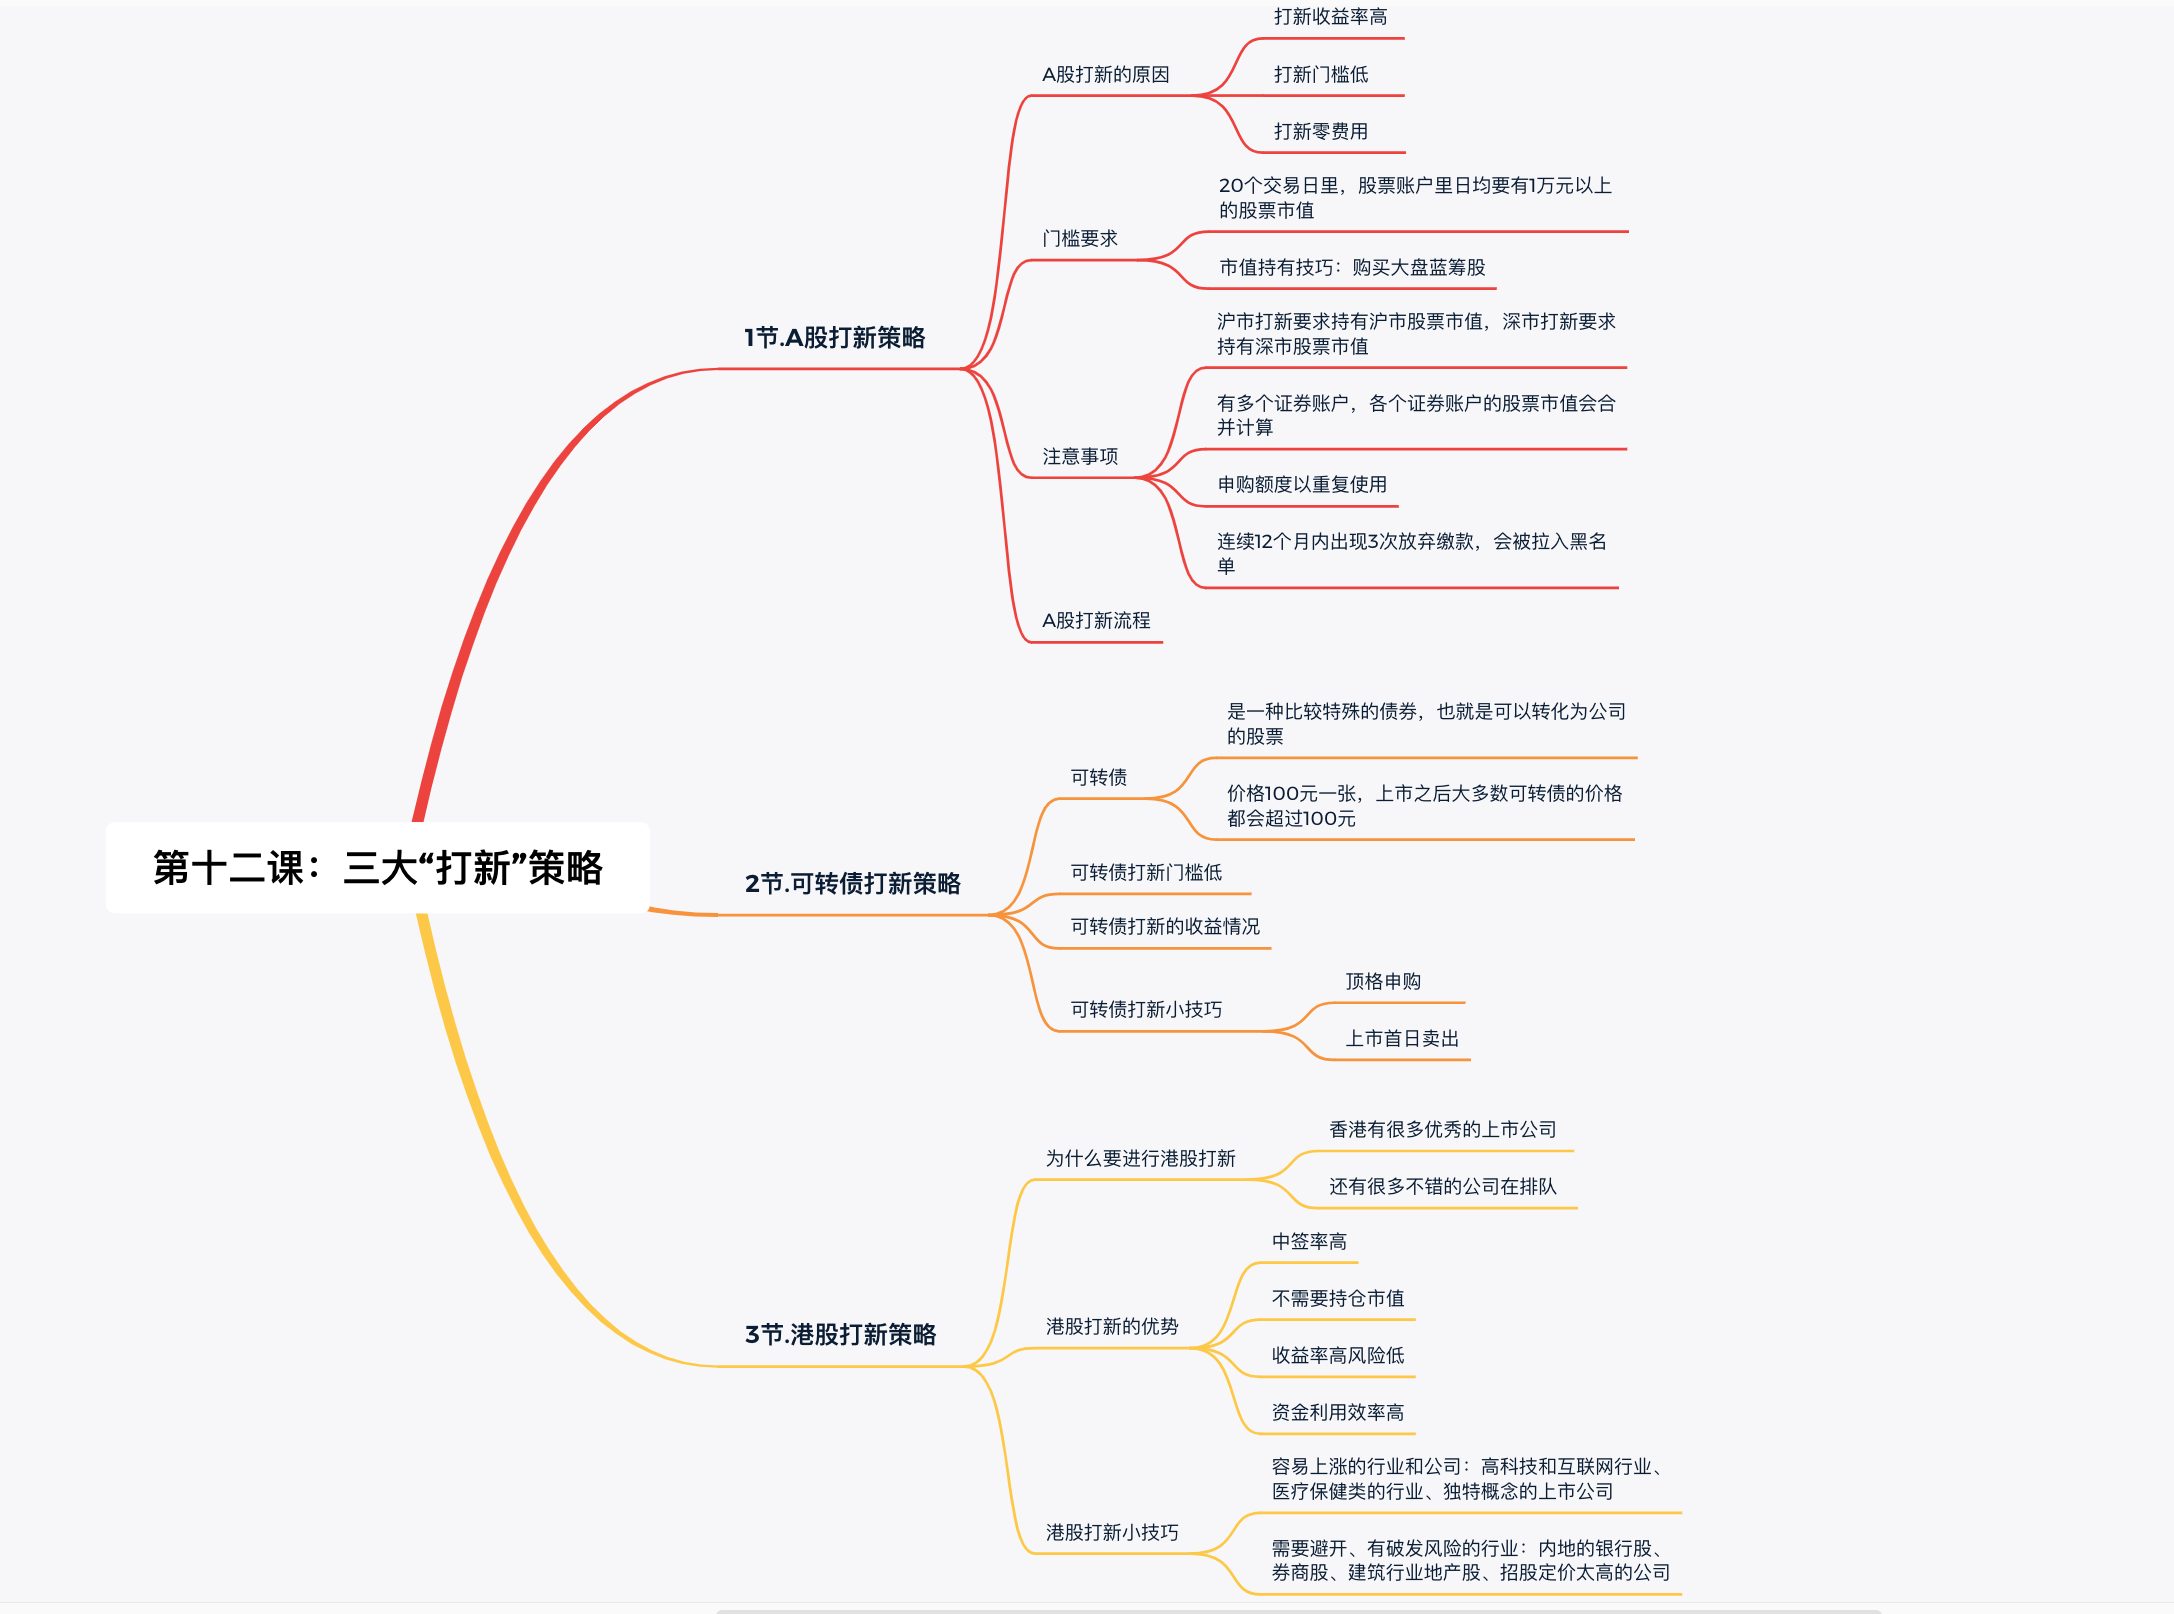 第十二课：三大“打新”策略
1节.A股打新策略
A股打新的原因
打新收益率高
打新门槛低
打新零费用
门槛要求
20个交易日里，股票账户里日均要有1万元以上
的股票市值
市值持有技巧：购买大盘蓝筹股
注意事项
沪市打新要求持有沪市股票市值，深市打新要求
持有深市股票市值
有多个证券账户，各个证券账户的股票市值会合
并计算
申购额度以重复使用
连续12个月内出现3次放弃缴款，会被拉入黑名
单
A股打新流程
2节.可转债打新策略
可转债
是一种比较特殊的债券，也就是可以转化为公司
的股票
价格100元一张，上市之后大多数可转债的价格
都会超过100元
可转债打新门槛低
可转债打新的收益情况
可转债打新小技巧
顶格申购
上市首日卖出
3节.港股打新策略
为什么要进行港股打新
香港有很多优秀的上市公司
还有很多不错的公司在排队
港股打新的优势
中签率高
不需要持仓市值
收益率高风险低
资金利用效率高
港股打新小技巧
容易上涨的行业和公司：高科技和互联网行业、
医疗保健类的行业、独特概念的上市公司
需要避开、有破发风险的行业：内地的银行股、
券商股、建筑行业地产股、招股定价太高的公司